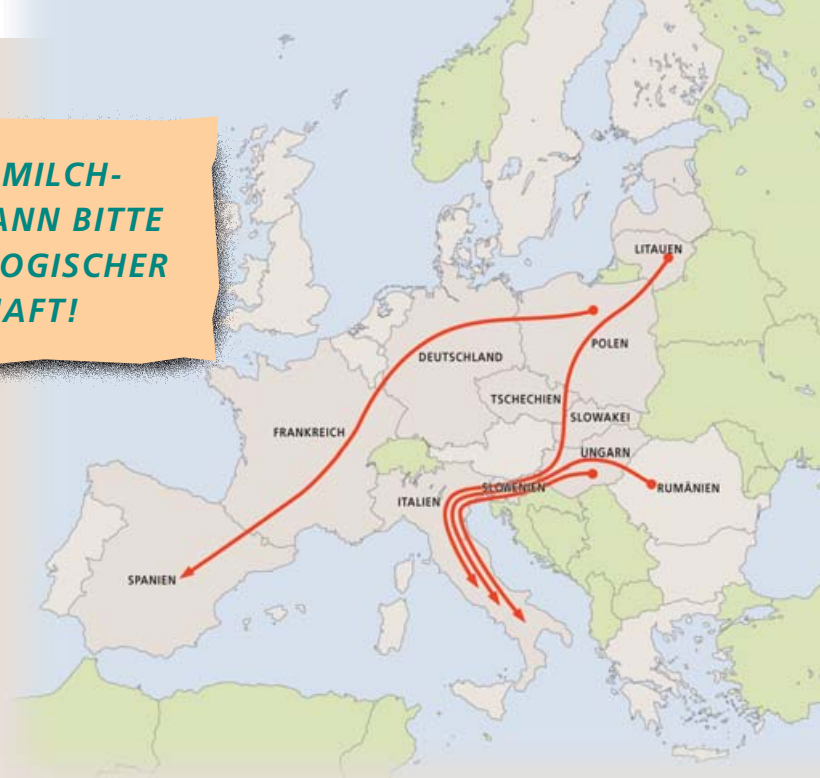 MILCH-
ANN BITTE
OGISCHER
AFT!
LITAUEN
POLEN
DEUTSCHLAND
TSCHECHIEN
SLOWAKEI
FRANKREICH
UNGARN
SLOWENIEN
RUMÄNIEN
ITALIEN
SPANIEN